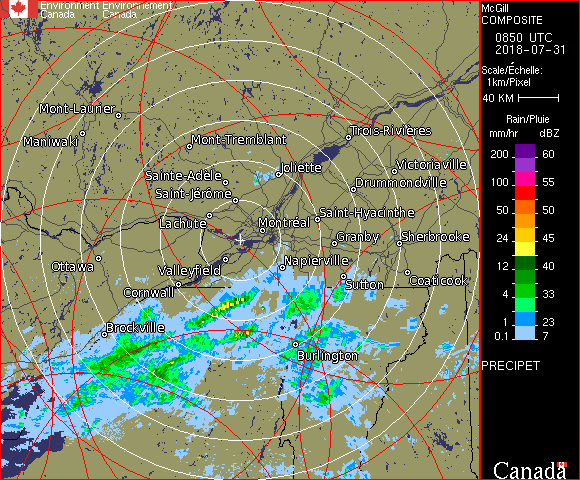 Environment Environnement
Canada Canada
McGill
COMPOSITE
0850 UTC
2018-07-31
Scale/Échelle:
1km/Pixel
40 KM
Rain/Pluie
mm/hr dBZ
200 60
100 55
50 50
24 45
12 40
4 33
1 23
0.1 7
PRECIPET
Canada
Mont-Laurier
Maniwaki
Mont-Tremblant
Trois-Rivières
Victoriaville
Joliette
Sainte-Adèle
Drummondville
Saint-Jérôme
Saint-Hyacinthe
Lachute
Montréal
Granby
Sherbrooke
Ottawa
Valleyfield
Napierville
Coaticook
Sutton
Cornwall
Brockville
Burlington